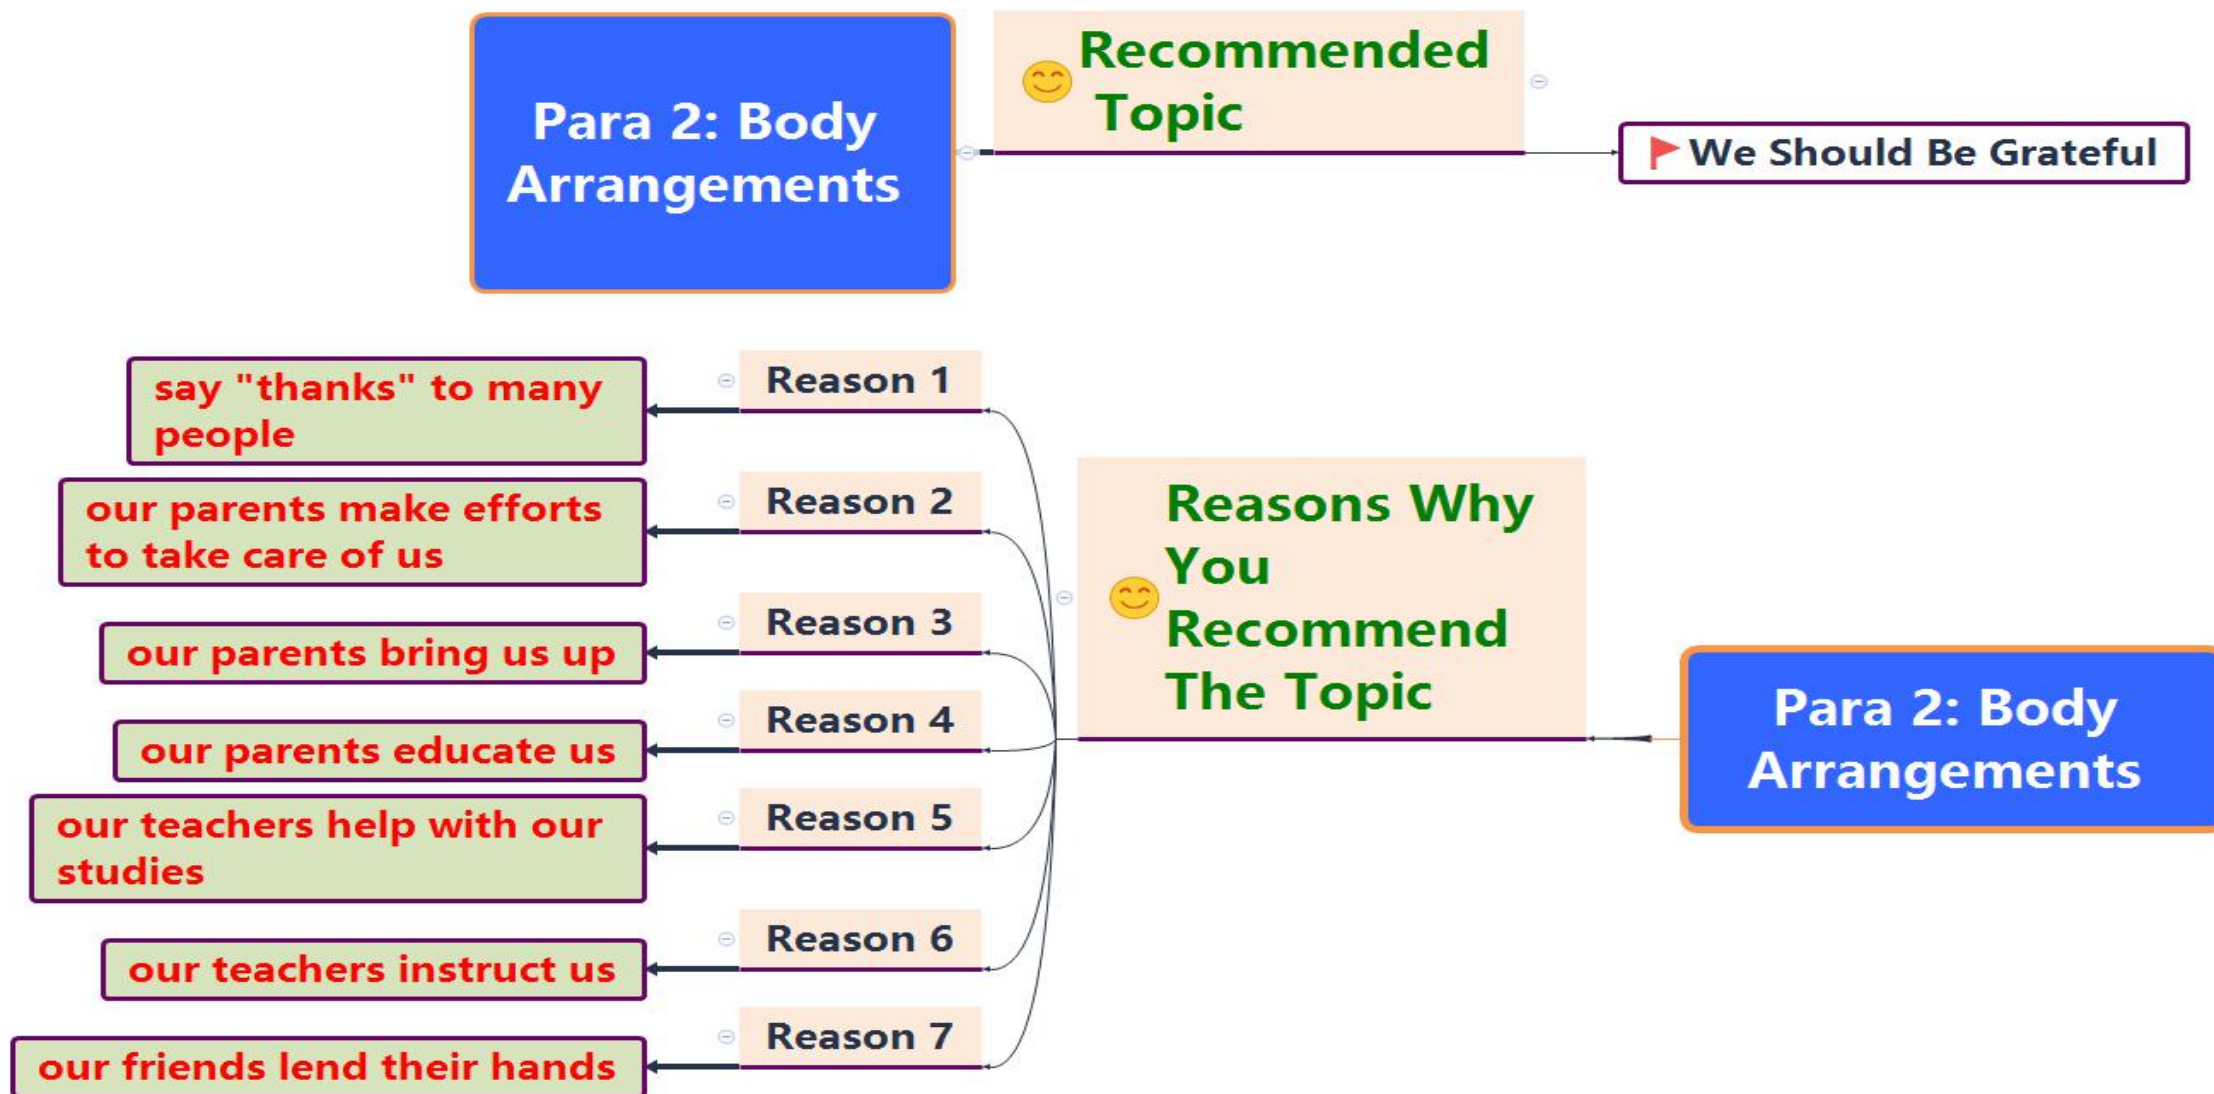 Para 2: Body
Arrangements
Recommended
Topic
We Should Be Grateful
Reason 1
say "thanks" to many
people
Reason 2
our parents make efforts
to take care of us
Reason 3
our parents bring us up
Reason 4
our parents educate us
Reason 5
our teachers help with our
studies
Reason 6
our teachers instruct us
Reason 7
our friends lend their hands
Reasons Why
You
Recommend
The Topic
Para 2: Body
Arrangements